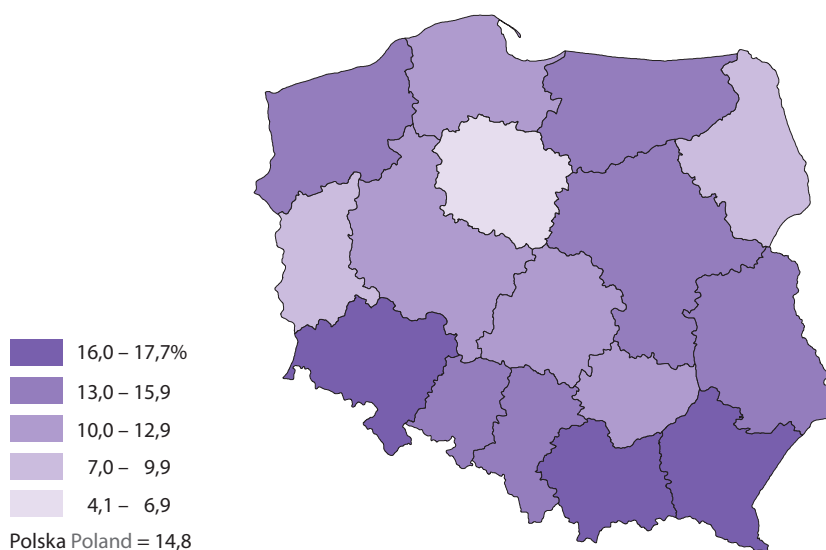 16,0 – 17,7%
13,0 – 15,9
10,0 – 12,9
7,0 – 9,9
4,1 – 6,9
Polska Poland = 14,8